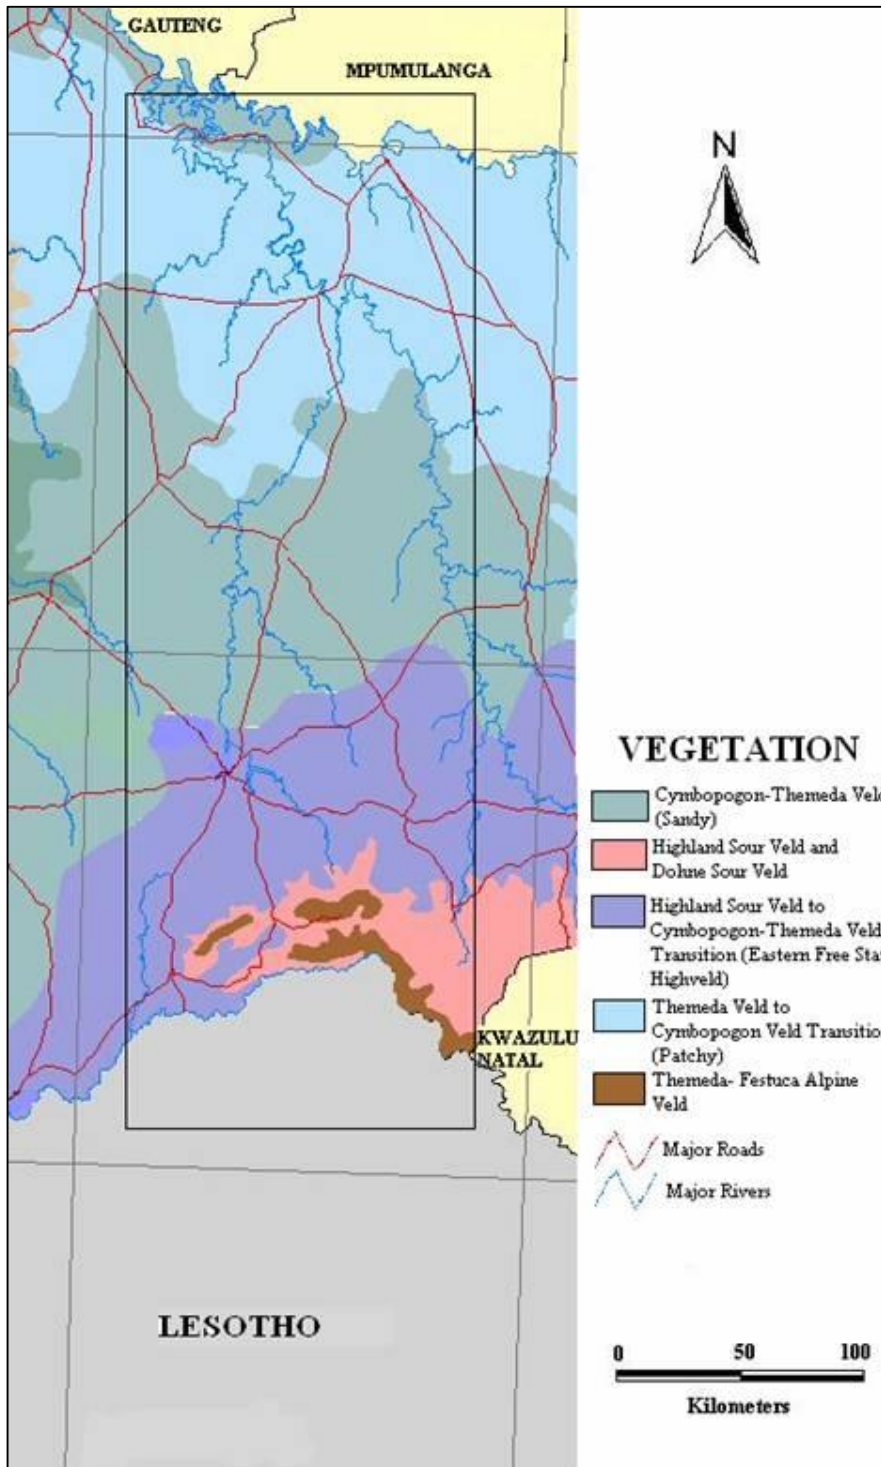 GAUTENG
MPUMULANGA
N
VEGETATION
Cymbopogon-Themeda Veld
(Sandy)
Highland Sour Veld and
Dohne Sour Veld
Highland Sour Veld to
Cymbopogon-Themeda Veld
Transition (Eastern Free Sta
Highveld)
Themeda Veld to
Cymbopogon Veld Transition
(Patchy)
Themeda- Festuca Alpine
Veld
Major Roads
Major Rivers
KWAZULU
NATAL
LESOTHO
0 50 100
Kilometers